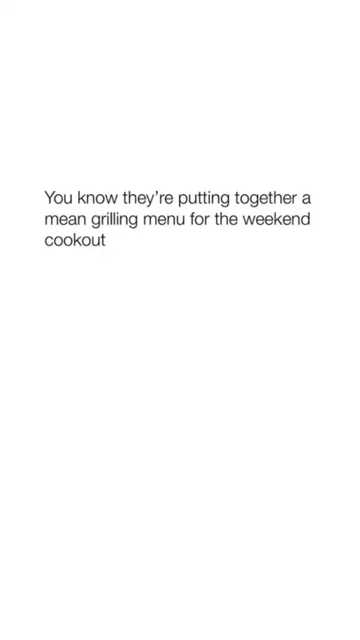 You know they’re putting together a
mean grilling menu for the weekend
cookout